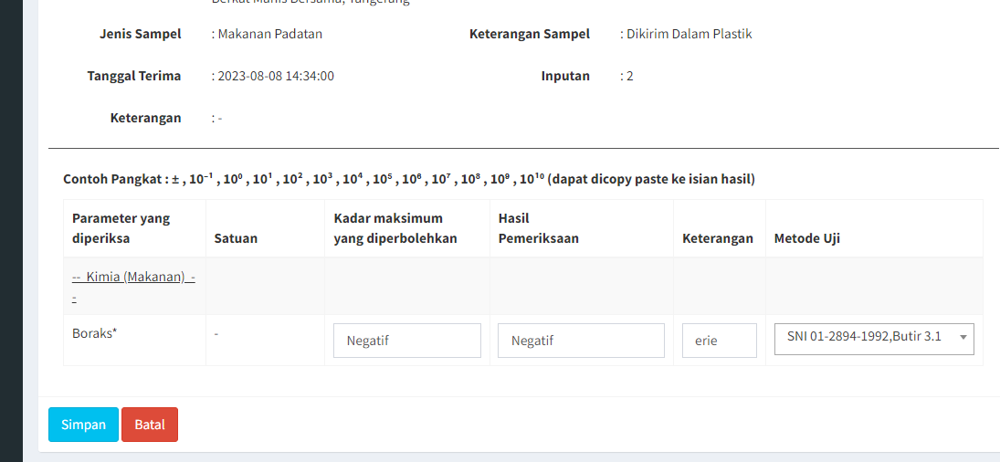 Berkat Manis Bersama, Tangerang
Jenis Sampel : Makanan Padatan Keterangan Sampel : Dikirim Dalam Plastik
Tanggal Terima : 2023-08-08 14:34:00 Inputan : 2
Keterangan : -
Contoh Pangkat : ± , 10⁻¹ , 10⁰ , 10¹ , 10² , 10³ , 10⁴ , 10⁵ , 10⁶ , 10⁷ , 10⁸ , 10⁹ , 10¹⁰ (dapat dicopy paste ke isian hasil)
Parameter yang diperiksa Satuan Kadar maksimum yang diperbolehkan Hasil Pemeriksaan Keterangan Metode Uji
-- Kimia (Makanan) -
-
Boraks* - Negatif Negatif erie SNI 01-2894-1992,Butir 3.1
Simpan Batal